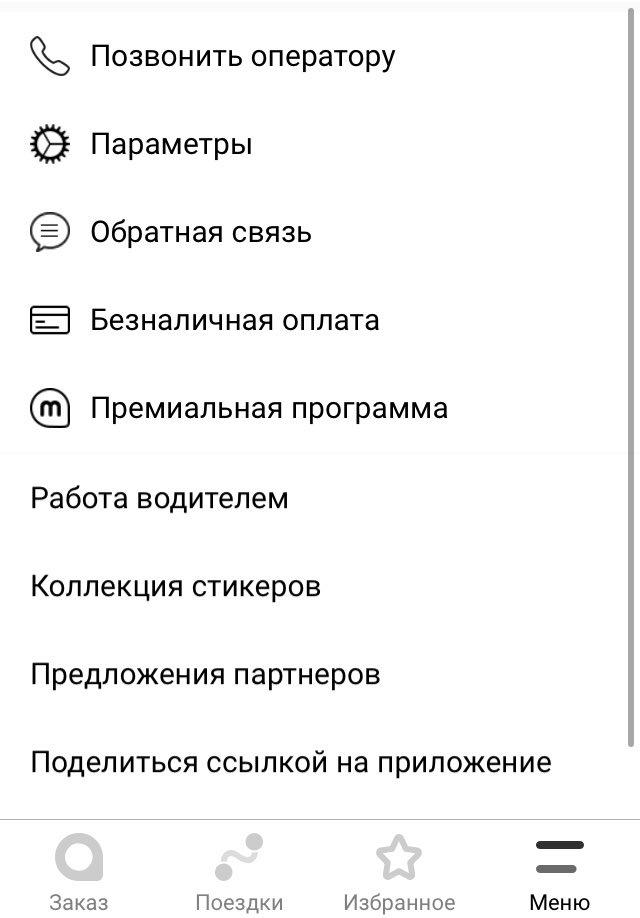 Позвонить оператору
Параметры
Обратная связь
Безналичная оплата
m Премиальная программа
Работа водителем
Коллекция стикеров
Предложения партнеров
Поделиться ссылкой на приложение
Заказ Поездки Избранное Меню